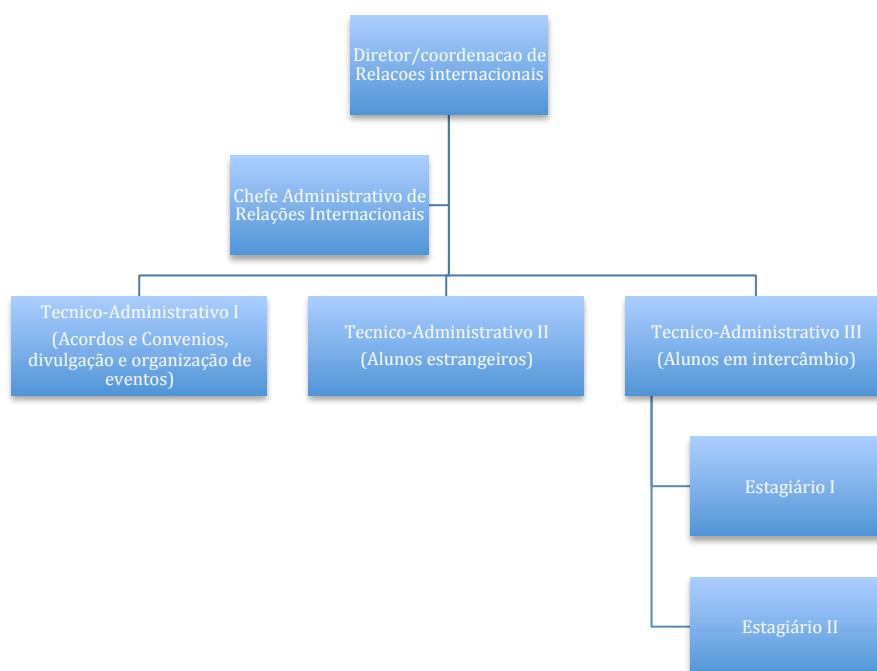 Diretor/coordenacao de
Relacoes internacionais
Chefe Administrativo de
Relações Internacionais
Tecnico-Administrativo I
(Acordos e Convenios,
divulgação e organização de
eventos)
Tecnico-Administrativo II
(Alunos estrangeiros)
Tecnico-Administrativo III
(Alunos em intercâmbio)
Estagiário I
Estagiário II